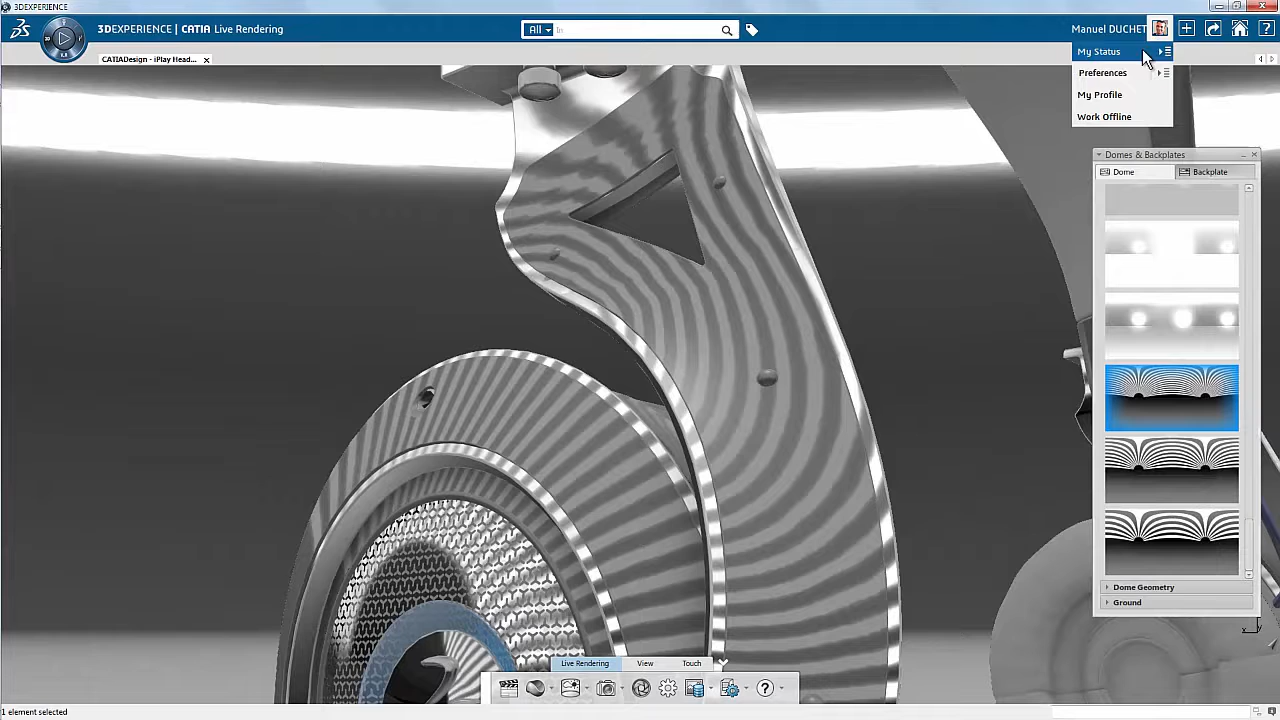 3DEXPERIENCE
3DEXPERIENCE | CATIA Live Rendering
All
In
Manuel DUCHET
CATIADesign - iPlay Head...
My Status
Preferences
My Profile
Work Offline
Domes & Backplates
Dome
Backplate
Dome Geometry
Ground
Live Rendering
View
Touch
1 element selected